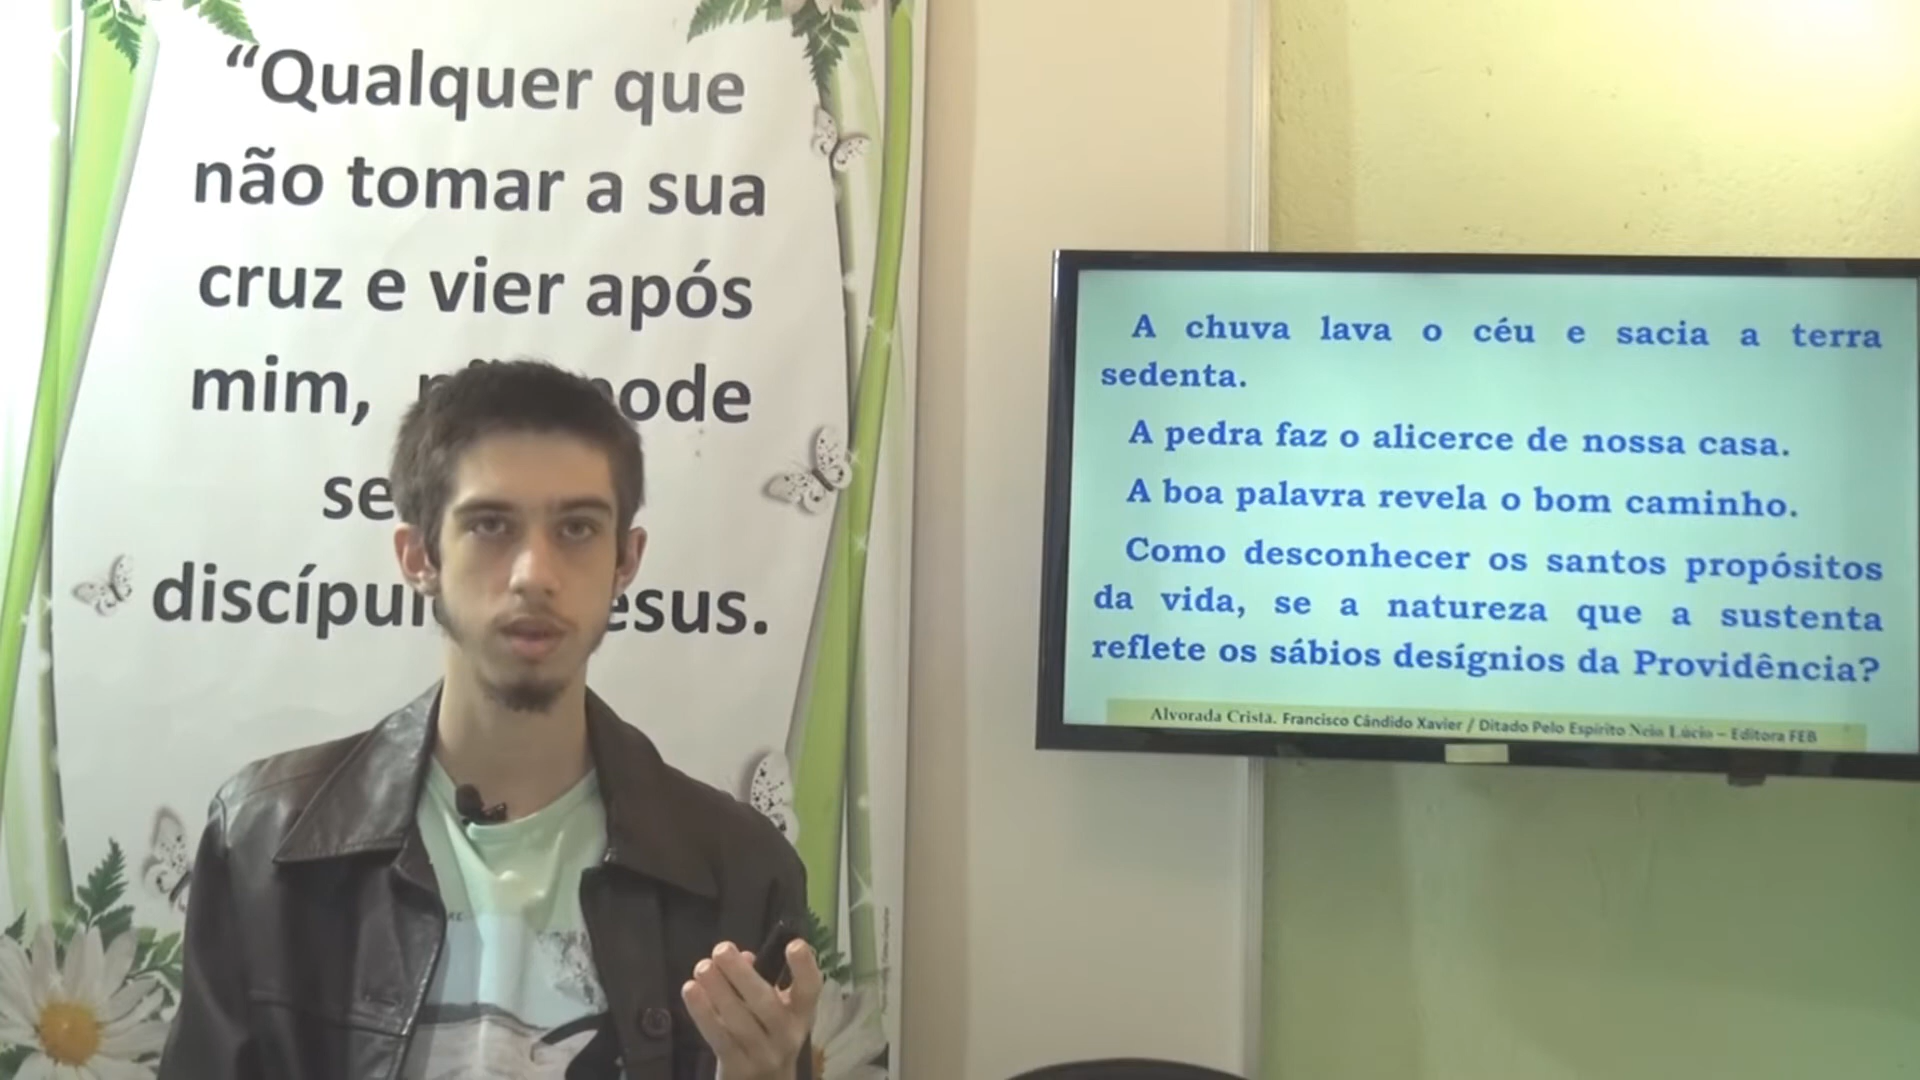 “Qualquer que
não tomar a sua
cruz e vier após
mim, ode
se
discípul esus.
A chuva lava o céu e sacia a terra
sedenta.
A pedra faz o alicerce de nossa casa.
A boa palavra revela o bom caminho.
Como desconhecer os santos propósitos
da vida, se a natureza que a sustenta
reflete os sábios desígnios da Providência?
Alvorada Cristã. Francisco Cândido Xavier / Ditado Pelo Espírito Neio Lúcio – Editora FEB